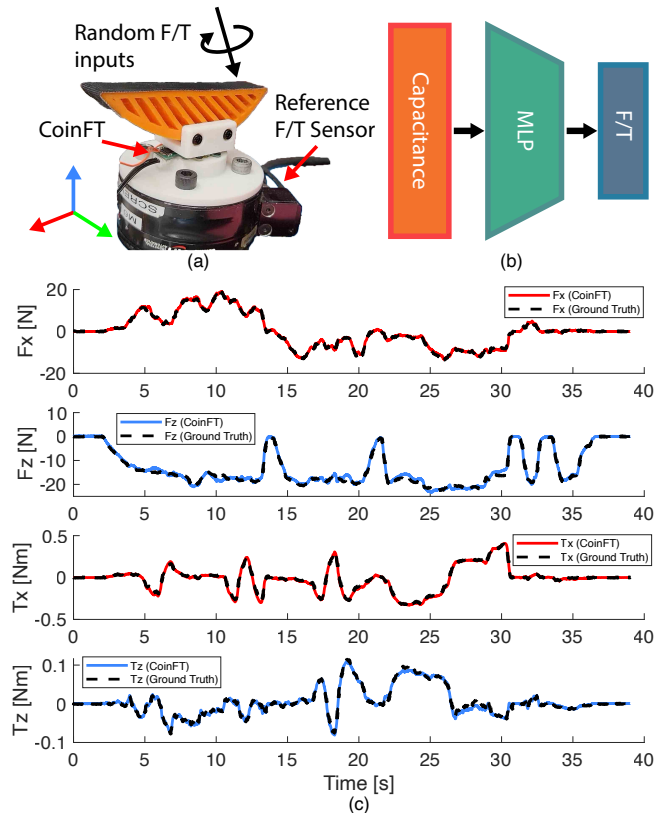 Random F/T
inputs
CoinFT
Reference
F/T Sensor
(a)
Capacitance
MLP
F/T
(b)
20
0
-20
Fx [N]
Fx (CoinFT)
Fx (Ground Truth)
0 5 10 15 20 25 30 35 40
10
0
-10
-20
Fz [N]
Fz (CoinFT)
Fz (Ground Truth)
0 5 10 15 20 25 30 35 40
0.5
0
-0.5
Tx [Nm]
Tx (CoinFT)
Tx (Ground Truth)
0 5 10 15 20 25 30 35 40
0.1
0
-0.1
Tz [Nm]
Tz (CoinFT)
Tz (Ground Truth)
0 5 10 15 20 25 30 35 40
Time [s]
(c)